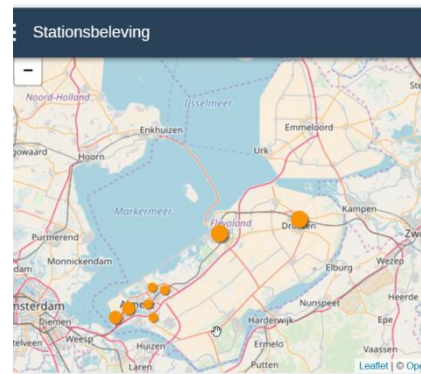 Stationsbeleving
−
Noord-Holland
IJsselmeer
Enkhuizen
Emmeloord
Urk
Hoorn
Markermeer
Flevoland
Kampen
Purmerend
Monnickendam
Elburg
Wezep
Nunspeet
Heerde
Diemen
Harderwijk
Epe
Weesp
Huizen
Ermelo
Vaassen
Laren
Putten
Leaflet | ©